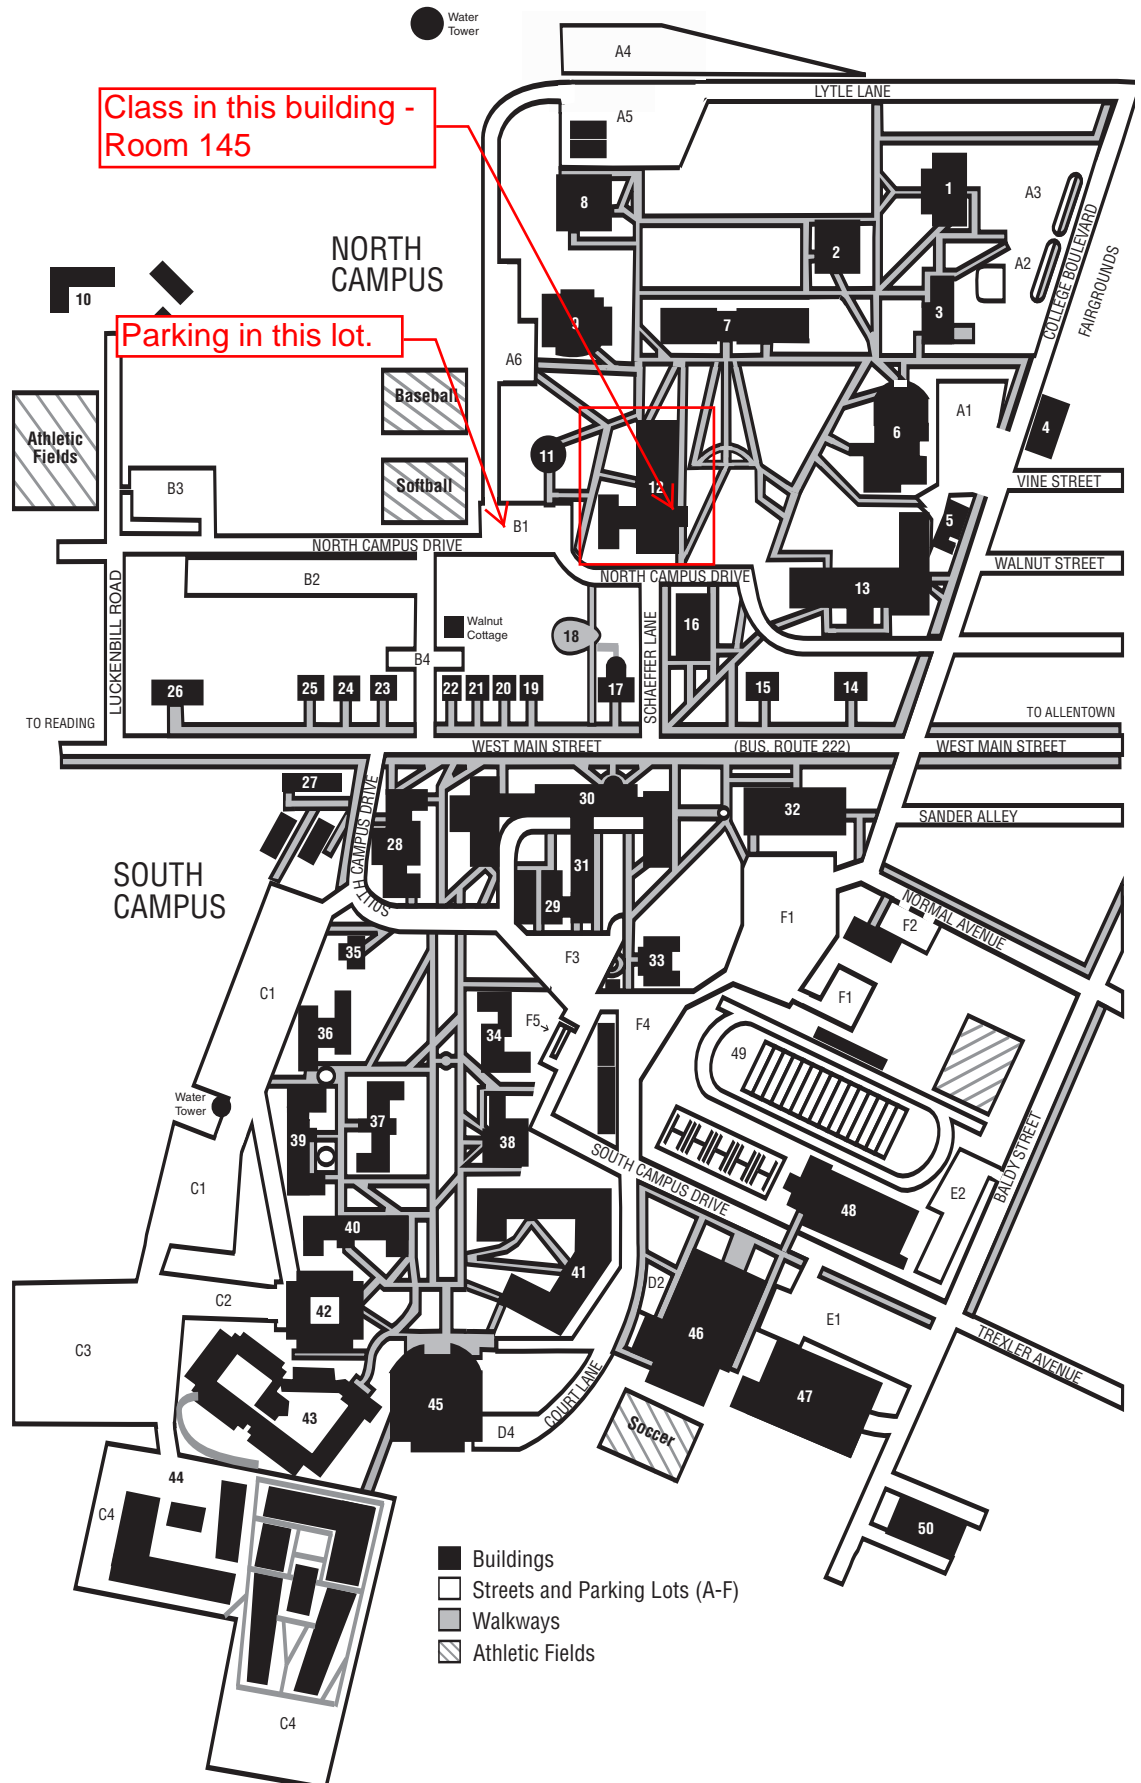 Water
Tower
A4
LYTLE LANE
Class in this building -
Room 145
A5
1
A3
8
COLLEGE BOULEVARD
FAIRGROUNDS
NORTH
CAMPUS
2
A2
10
3
Parking in this lot.
9
7
A6
Baseball
A1
4
6
Athletic
Fields
11
12
VINE STREET
B3
Softball
5
B1
NORTH CAMPUS DRIVE
WALNUT STREET
B2
NORTH CAMPUS DRIVE
13
LUCKENBILL ROAD
Walnut
Cottage
18
SCHAEFFER LANE
16
B4
26
25
24
23
22
21
20
19
17
15
14
TO READING
TO ALLENTOWN
WEST MAIN STREET
(BUS. ROUTE 222)
WEST MAIN STREET
27
SOUTH CAMPUS DRIVE
30
32
SANDER ALLEY
28
31
SOUTH
CAMPUS
29
F1
F2
NORMAL AVENUE
35
F3
33
C1
F1
36
34
F5
F4
49
Water
Tower
37
39
38
SOUTH CAMPUS DRIVE
BALDY STREET
C1
E2
40
48
41
D2
C2
42
E1
46
C3
TREXLER AVENUE
47
COURT LANE
45
43
D4
Soccer
44
C4
50
Buildings
Streets and Parking Lots (A-F)
Walkways
Athletic Fields
C4